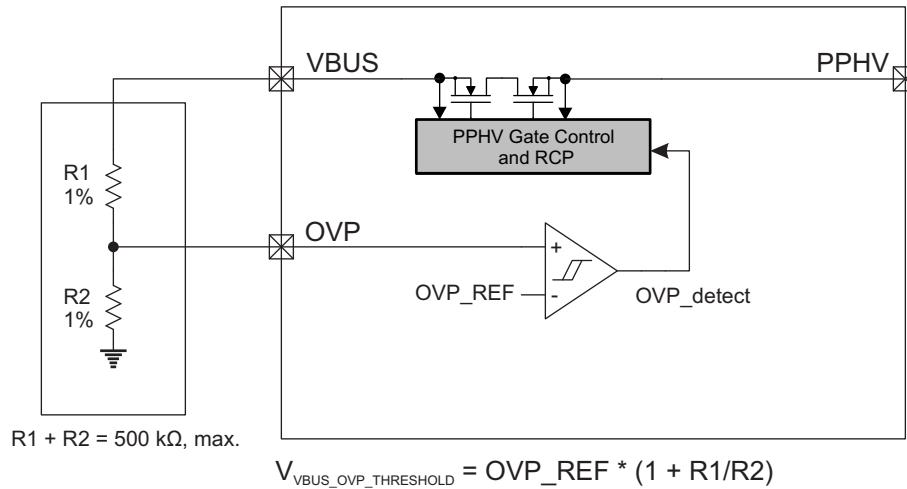 VBUS
PPHV
PPHV Gate Control
and RCP
R1
1%
OVP
+
OVP_REF
-
OVP_detect
R2
1%
R1 + R2 = 500 kΩ, max.
V_VBUS_OVP_THRESHOLD = OVP_REF * (1 + R1/R2)